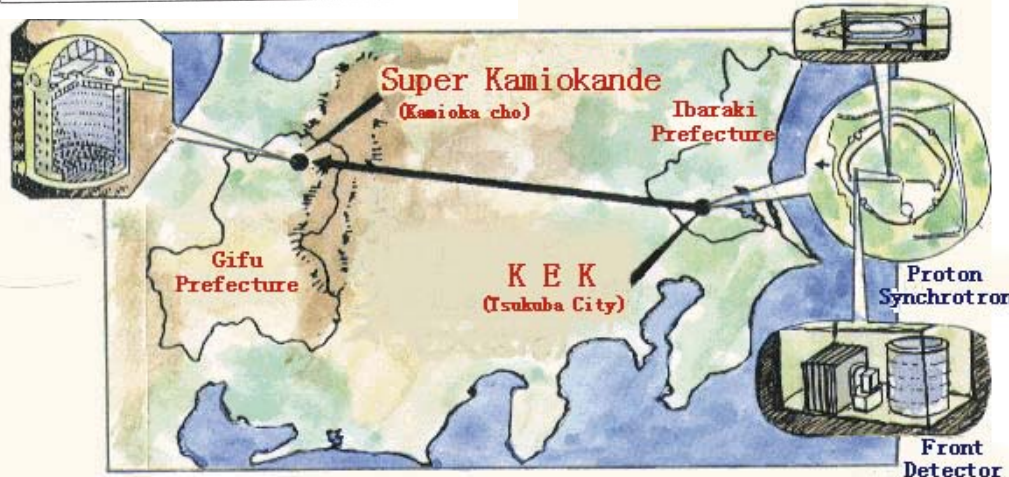 Super Kamiokande
(Kamioka cho)
Ibaraki
Prefecture
Gifu
Prefecture
K E K
(Tsukuba City)
Proton
Synchrotron
Front
Detector